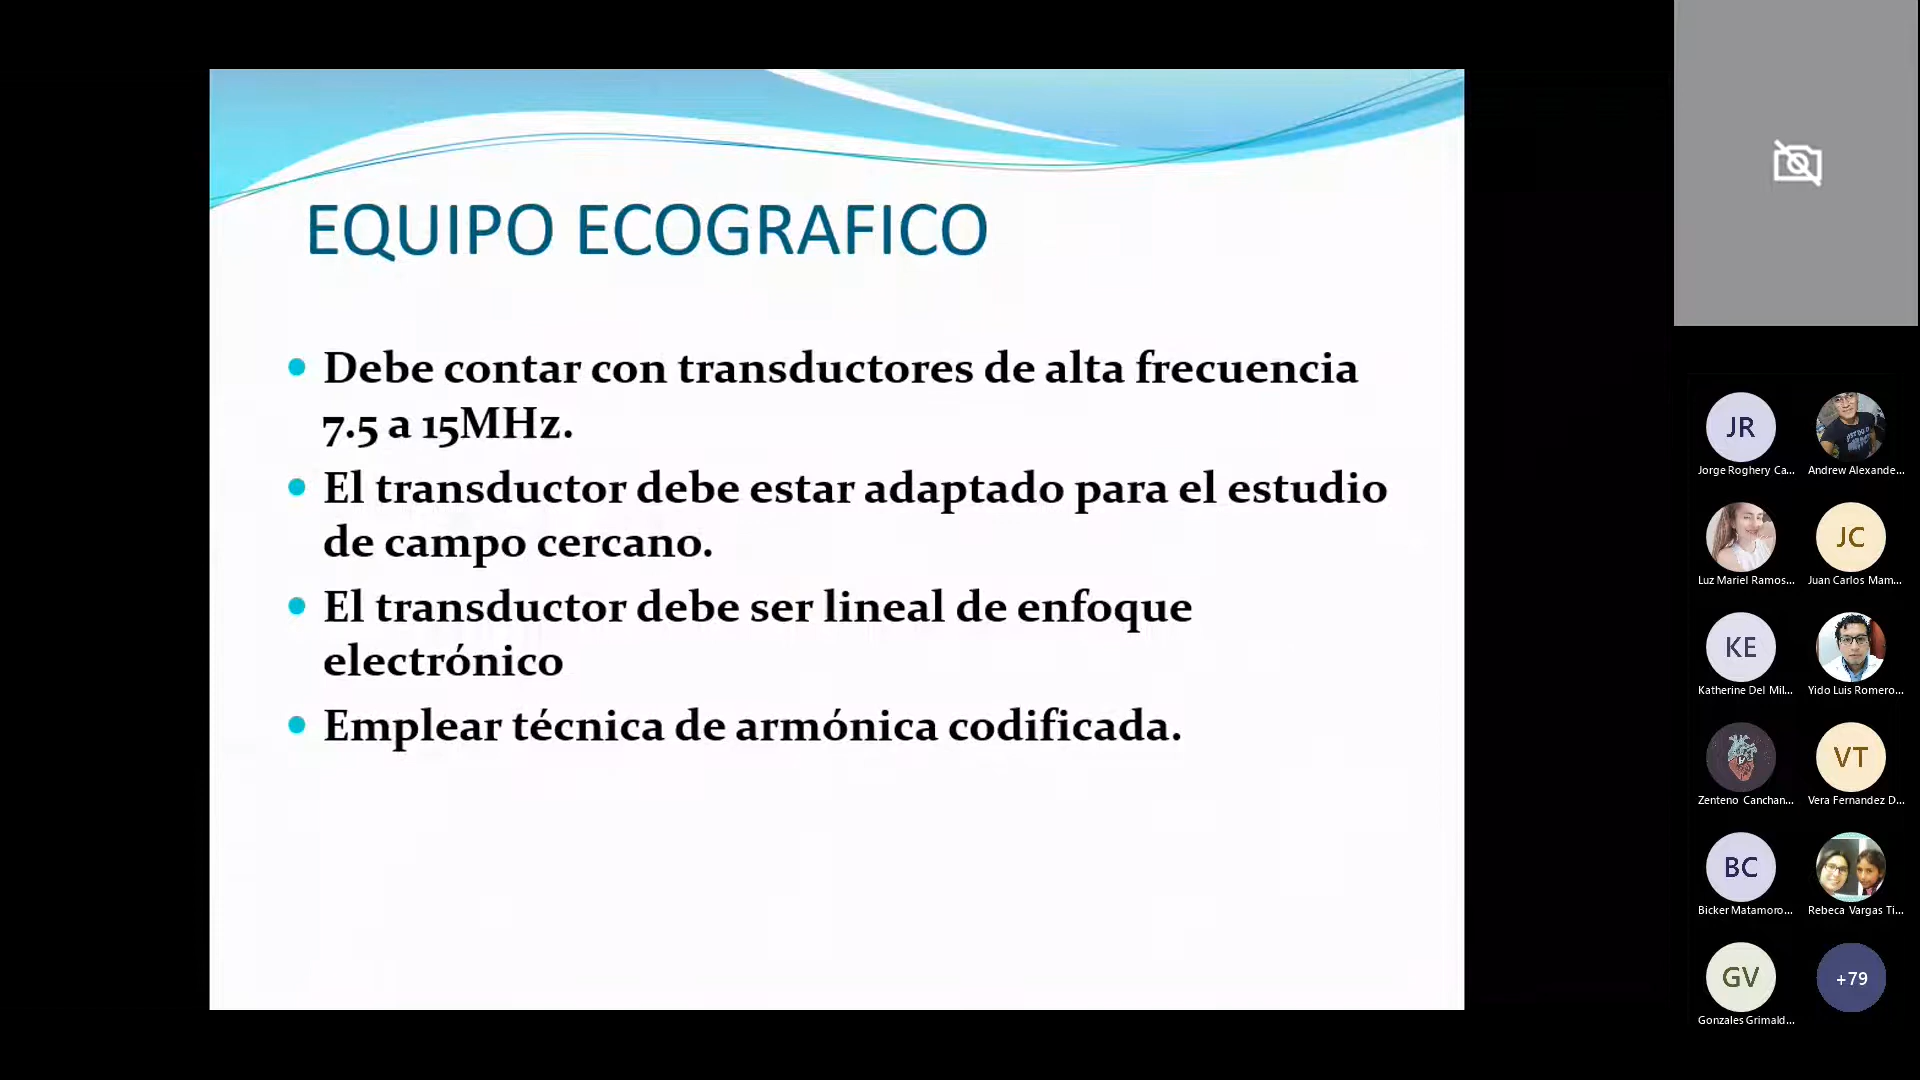 EQUIPO ECOGRAFICO
Debe contar con transductores de alta frecuencia
7.5 a 15MHz.
El transductor debe estar adaptado para el estudio
de campo cercano.
El transductor debe ser lineal de enfoque
electrónico
Emplear técnica de armónica codificada.
JR
Jorge Roghery Ca...
Andrew Alexande...
Luz Mariel Ramos...
JC
Juan Carlos Mam...
KE
Katherine Del Mil...
Yido Luis Romero...
Zenteno Canchan...
VT
Vera Fernandez D...
BC
Bicker Matamoro...
Rebeca Vargas Ti...
GV
Gonzales Grimald...
+79